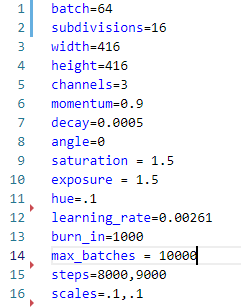 1 batch=64
2 subdivisions=16
3 width=416
4 height=416
5 channels=3
6 momentum=0.9
7 decay=0.0005
8 angle=0
9 saturation = 1.5
10 exposure = 1.5
11 hue=.1
12 learning_rate=0.00261
13 burn_in=1000
14 max_batches = 10000
15 steps=8000,9000
16 scales=.1,.1